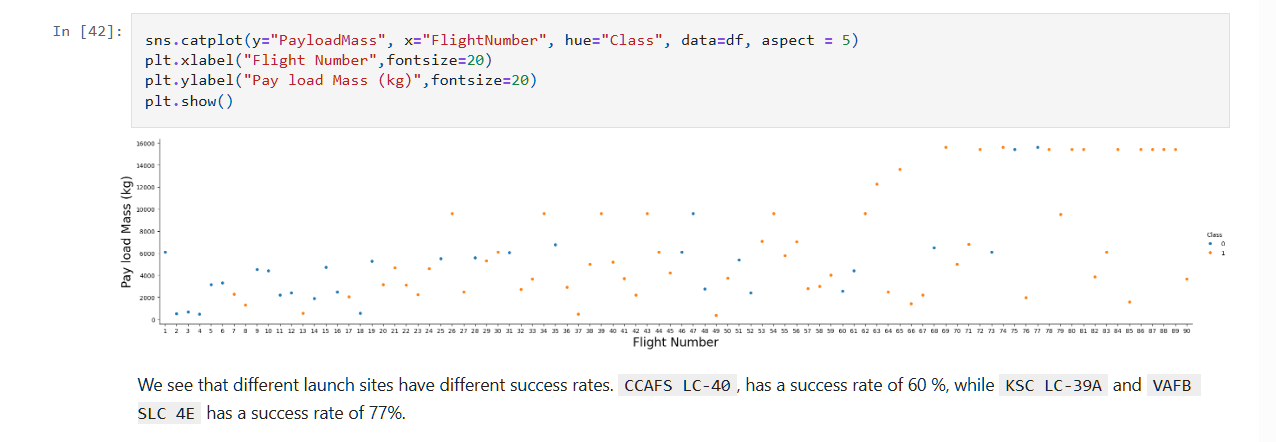 In [42]:
sns.catplot(y="PayloadMass", x="FlightNumber", hue="Class", data=df, aspect = 5)
plt.xlabel("Flight Number",fontsize=20)
plt.ylabel("Pay load Mass (kg)",fontsize=20)
plt.show()
Pay load Mass (kg)
16000
14000
12000
10000
8000
6000
4000
2000
0
Class
0
1
1 2 3 4 5 6 7 8 9 10 11 12 13 14 15 16 17 18 19 20 21 22 23 24 25 26 27 28 29 30 31 32 33 34 35 36 37 38 39 40 41 42 43 44 45 46 47 48 49 50 51 52 53 54 55 56 57 58 59 60 61 62 63 64 65 66 67 68 69 70 71 72 73 74 75 76 77 78 79 80 81 82 83 84 85 86 87 88 89 90
Flight Number
We see that different launch sites have different success rates. CCAFS LC-40 , has a success rate of 60 %, while KSC LC-39A and VAFB
SLC 4E has a success rate of 77%.